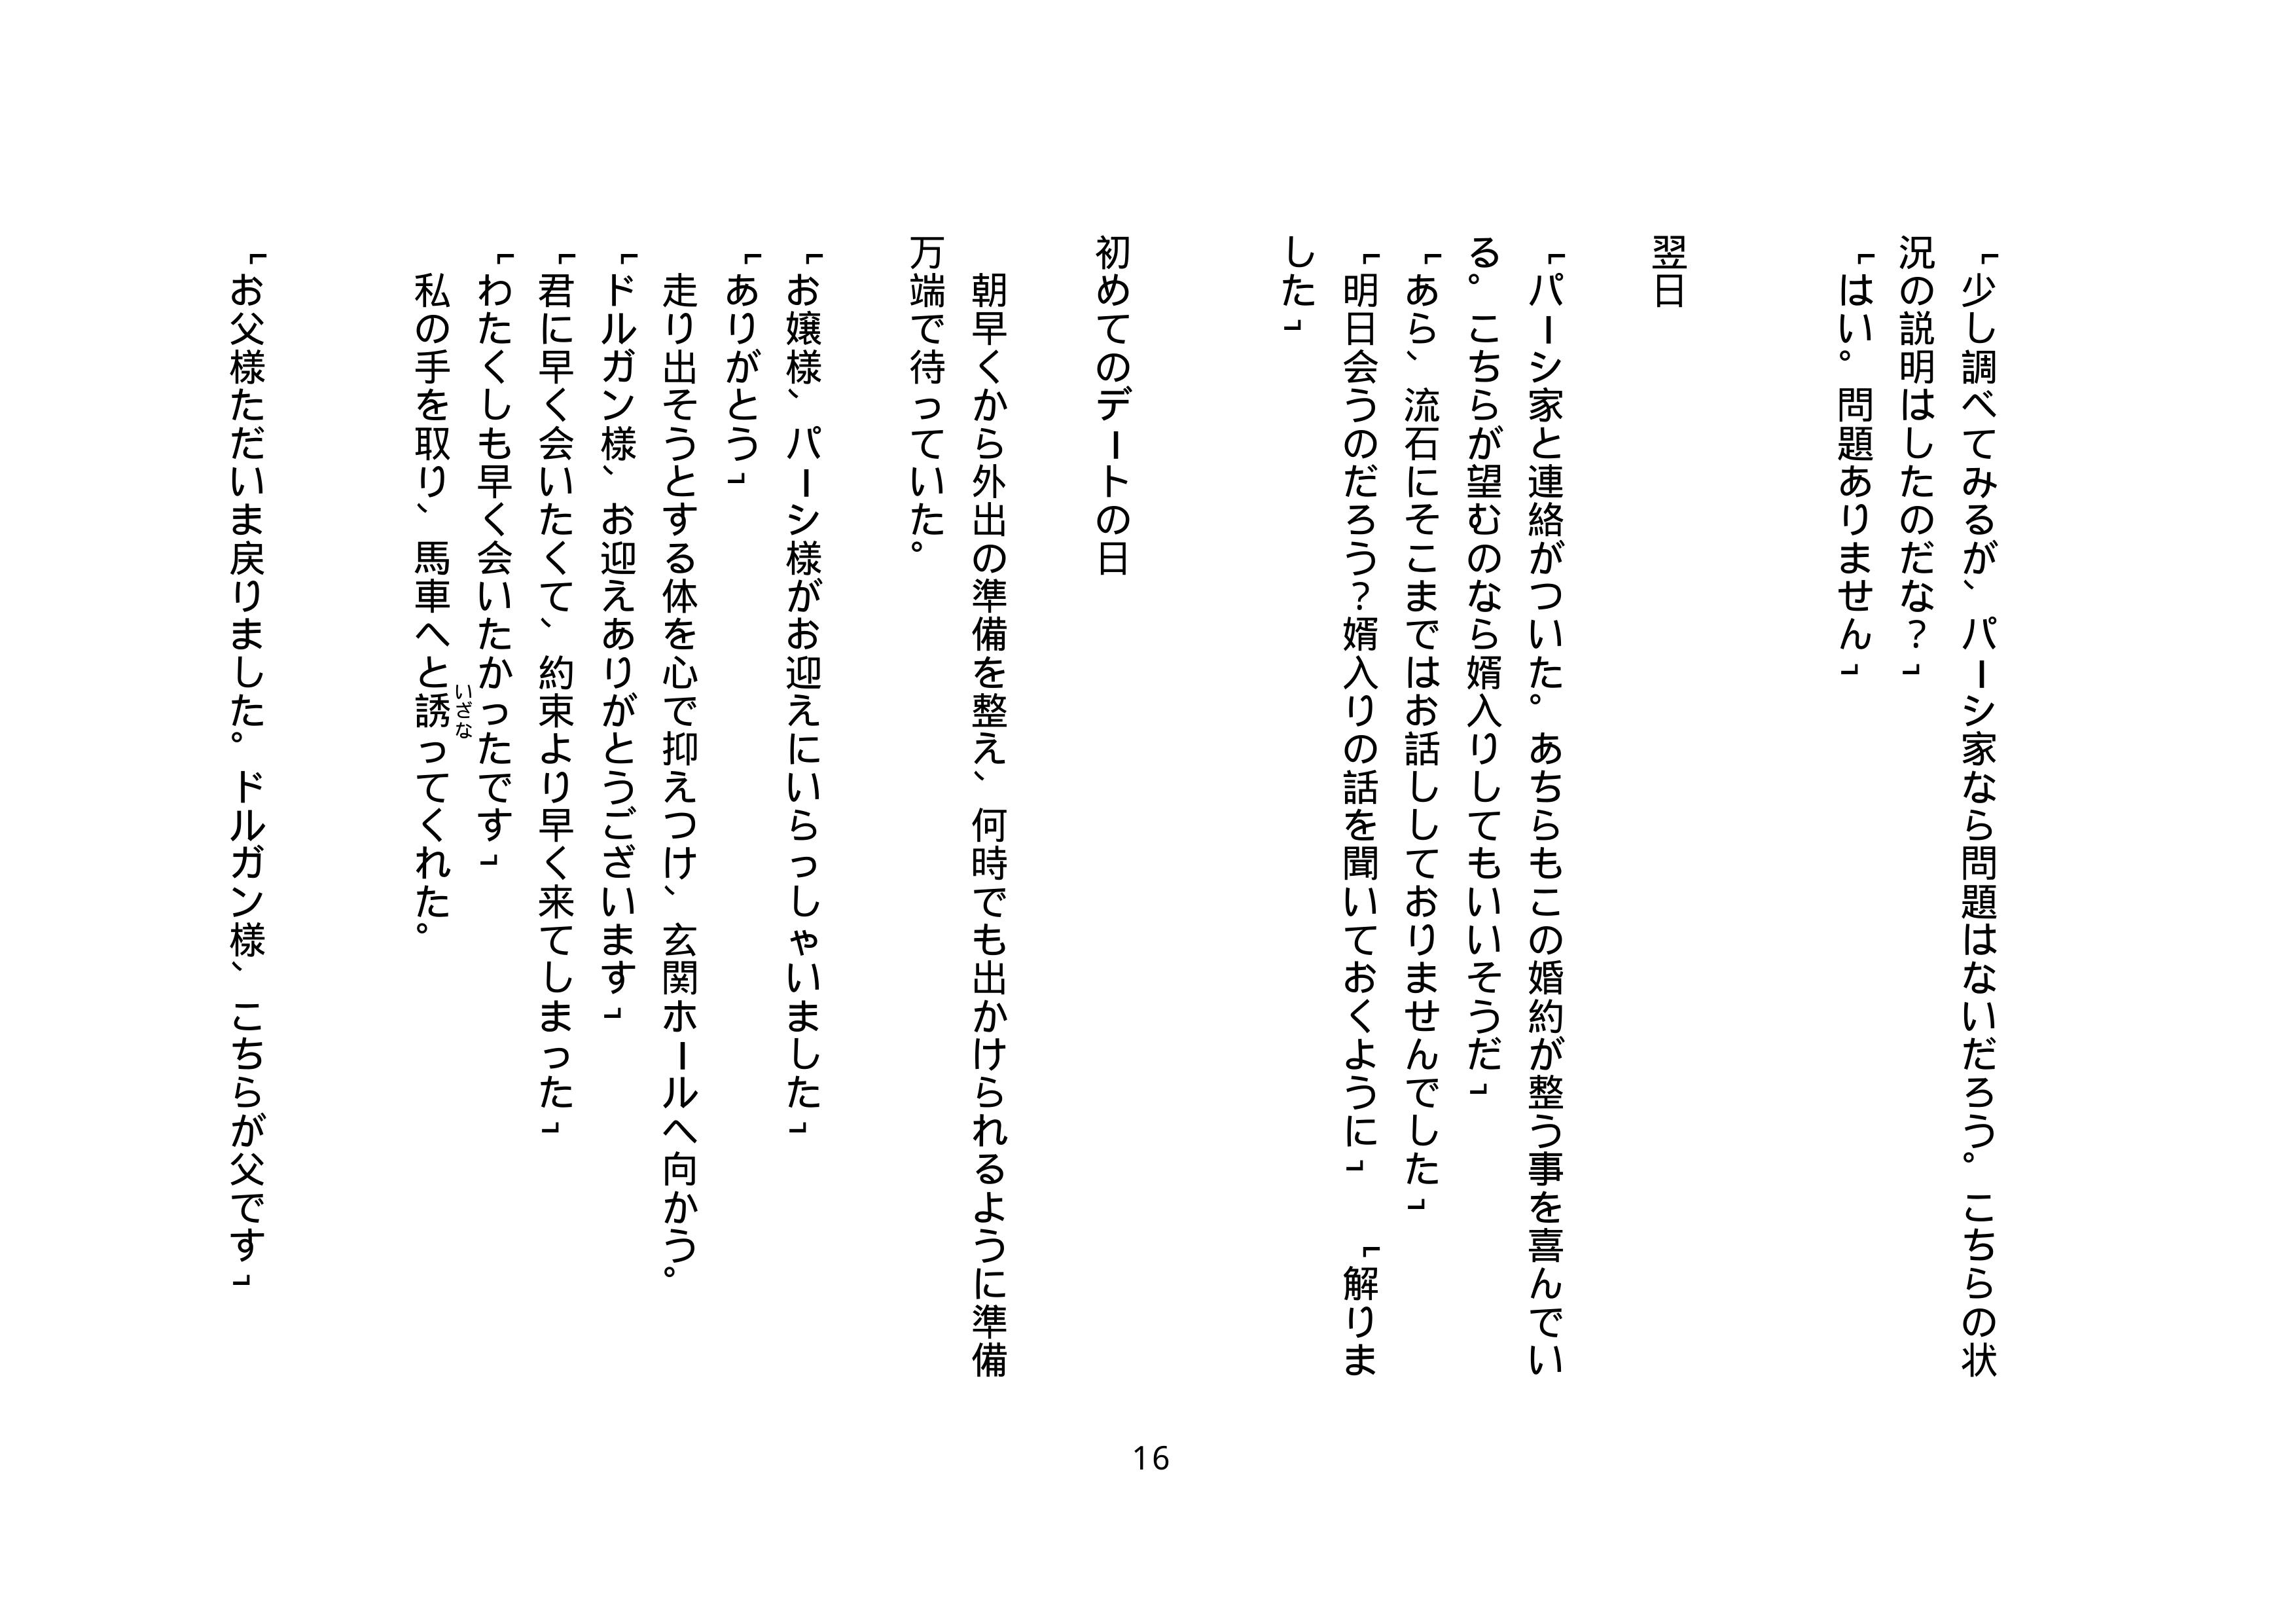 「少し調べてみるが、パーシ家なら問題はないだろう。こちらの状
況の説明はしたのだな？」
「はい。問題ありません」
翌日
「パーシ家と連絡がついた。あちらもこの婚約が整う事を喜んでい
る。こちらが望むのなら婿入りしてもいいそうだ」
「あら、流石にそこまではお話ししておりませんでした」
「明日会うのだろう？婿入りの話を聞いておくように」　「解りま
した」
初めてのデートの日
　朝早くから外出の準備を整え、何時でも出かけられるように準備
万端で待っていた。
「お嬢様、パーシ様がお迎えにいらっしゃいました」
「ありがとう」
　走り出そうとする体を心で抑えつけ、玄関ホールへ向かう。
「ドルガン様、お迎えありがとうございます」
「君に早く会いたくて、約束より早く来てしまった」
「わたくしも早く会いたかったです」
いざな
　私の手を取り、馬車へと誘ってくれた。
「お父様ただいま戻りました。ドルガン様、こちらが父です」
16